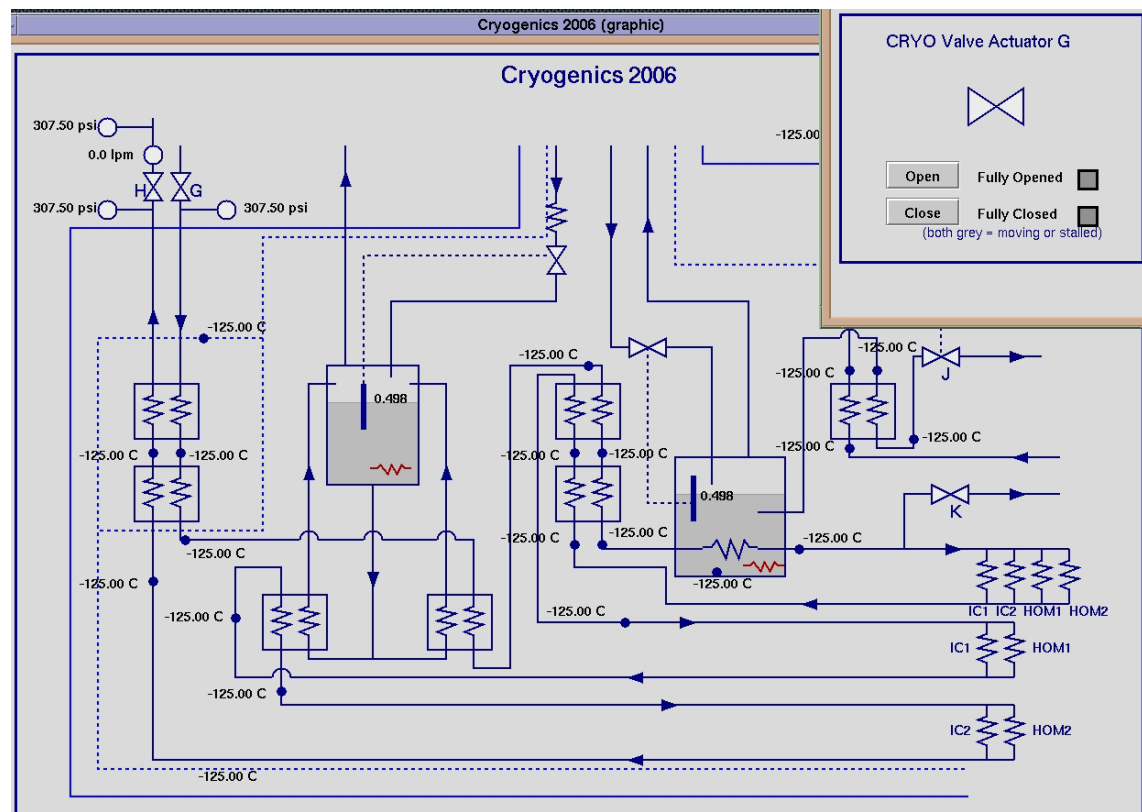 Cryogenics 2006 (graphic)
CRYO Valve Actuator G
Cryogenics 2006
307.50 psi
-125.00
0.0 lpm
Open Fully Opened
H G
307.50 psi 307.50 psi
Close Fully Closed
(both grey = moving or stalled)
-125.00 C
-125.00 C -125.00 C
-125.00 C
J
0.498
-125.00 C
-125.00 C
-125.00 C -125.00 C
-125.00 C -125.00 C
-125.00 C
0.498
K
-125.00 C -125.00 C -125.00 C
-125.00 C
-125.00 C
-125.00 C
IC1 IC2 HOM1 HOM2
-125.00 C
-125.00 C
IC1 HOM1
-125.00 C
IC2 HOM2
-125.00 C